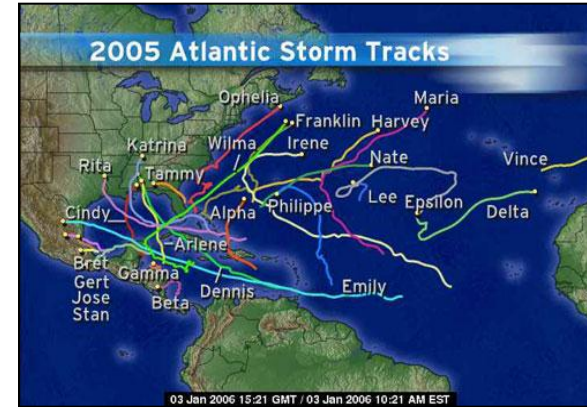 2005 Atlantic Storm Tracks
Ophelia
Maria
Franklin
Harvey
Katrina
Wilma
Irene
Rita
Tammy
Nate
Vince
Lee
Epsilon
Cindy
Alpha
Philippe
Delta
Arlene
Bret
Gamma
Gert
Dennis
Emily
Jose
Beta
Stan
03 Jan 2006 15:21 GMT / 03 Jan 2006 10:21 AM EST